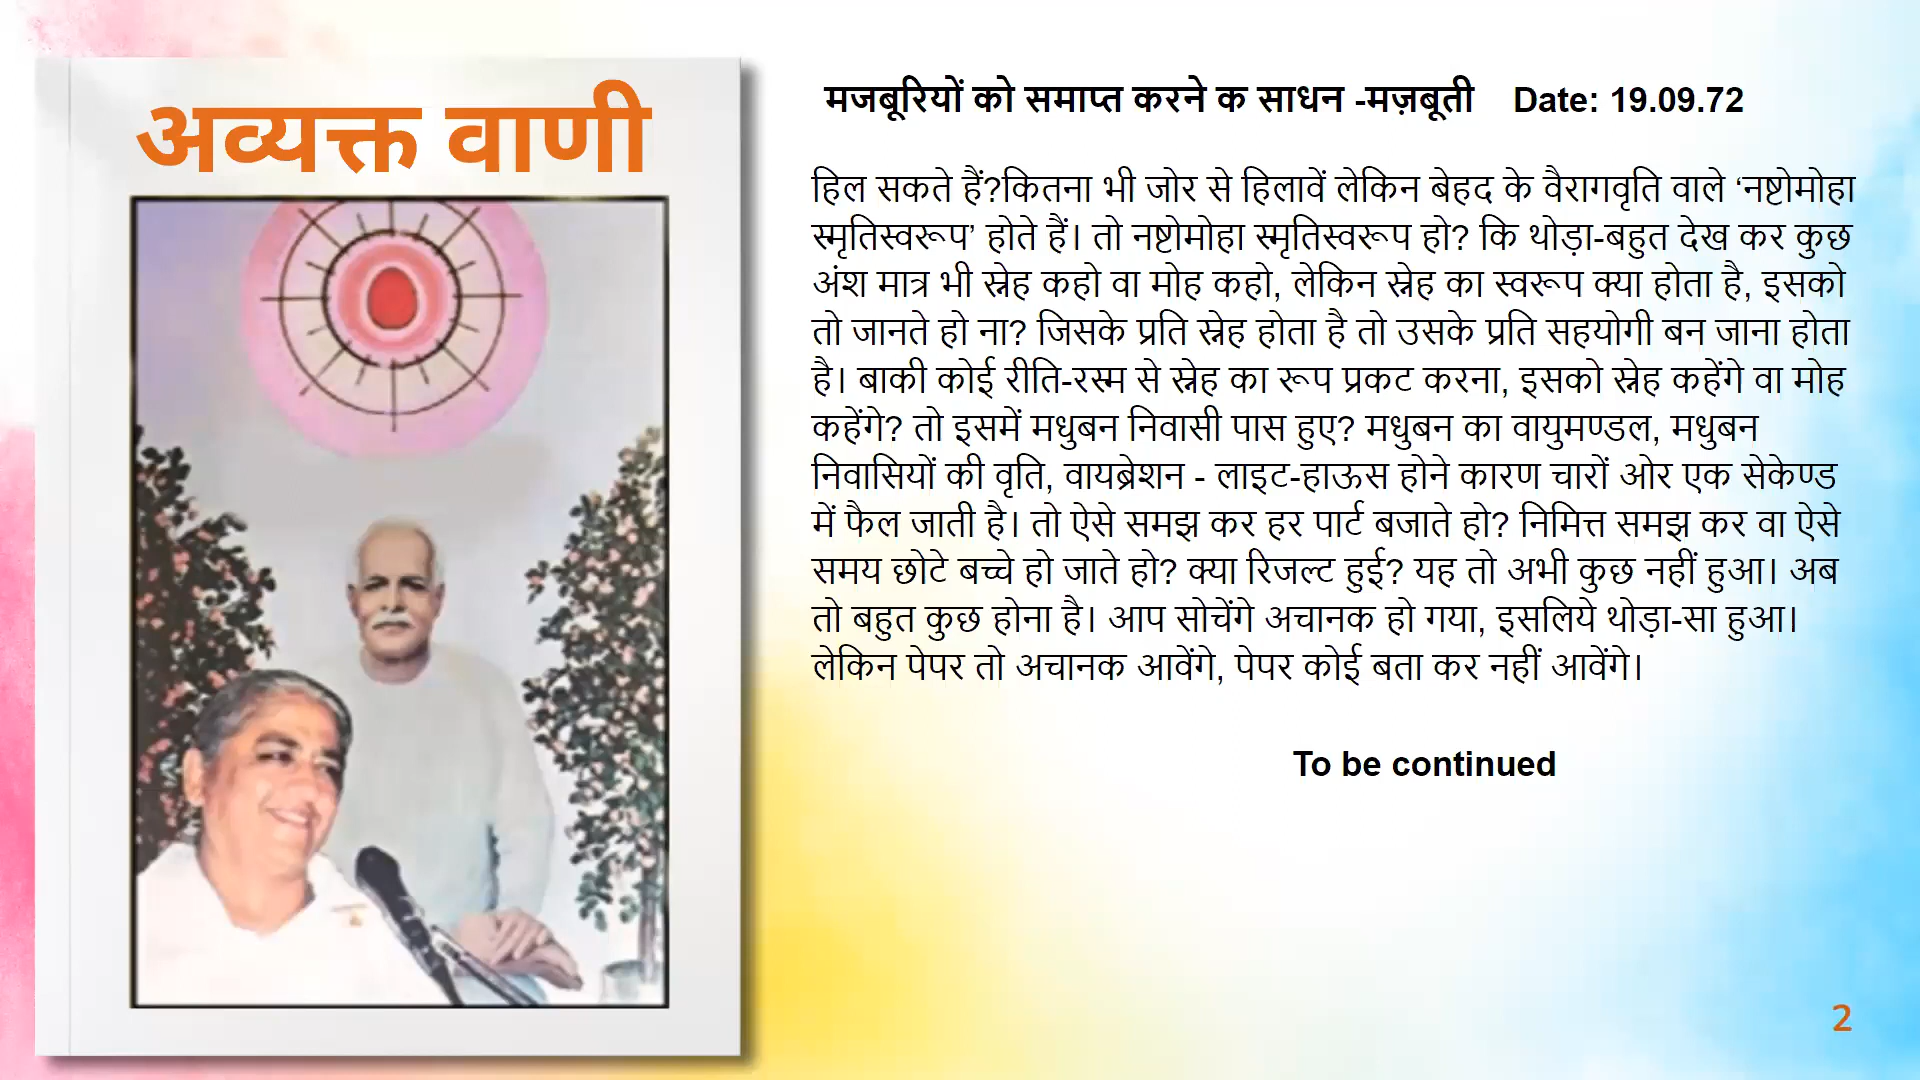 अव्यक्त वाणी
मजबूरियों को समाप्त करने क साधन -मज़बूती Date: 19.09.72
हिल सकते हैं?कितना भी जोर से हिलावें लेकिन बेहद के वैरागवृति वाले ‘नष्टोमोहा
स्मृतिस्वरूप’ होते हैं। तो नष्टोमोहा स्मृतिस्वरूप हो? कि थोड़ा-बहुत देख कर कुछ
अंश मात्र भी स्नेह कहो वा मोह कहो, लेकिन स्नेह का स्वरूप क्या होता है, इसको
तो जानते हो ना? जिसके प्रति स्नेह होता है तो उसके प्रति सहयोगी बन जाना होता
है। बाकी कोई रीति-रस्म से स्नेह का रूप प्रकट करना, इसको स्नेह कहेंगे वा मोह
कहेंगे? तो इसमें मधुबन निवासी पास हुए? मधुबन का वायुमण्डल, मधुबन
निवासियों की वृति, वायब्रेशन - लाइट-हाऊस होने कारण चारों ओर एक सेकेण्ड
में फैल जाती है। तो ऐसे समझ कर हर पार्ट बजाते हो? निमित्त समझ कर वा ऐसे
समय छोटे बच्चे हो जाते हो? क्या रिजल्ट हुई? यह तो अभी कुछ नहीं हुआ। अब
तो बहुत कुछ होना है। आप सोचेंगे अचानक हो गया, इसलिये थोड़ा-सा हुआ।
लेकिन पेपर तो अचानक आवेंगे, पेपर कोई बता कर नहीं आवेंगे।
To be continued
2